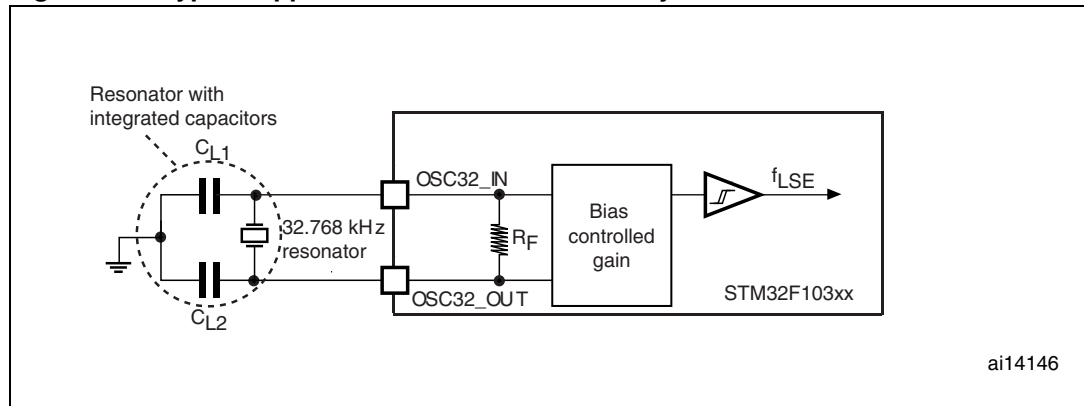 Resonator with
integrated capacitors
CL1
OSC32_IN
fLSE
32.768 kHz
resonator
RF
Bias
controlled
gain
OSC32_OUT
STM32F103xx
CL2
ai14146